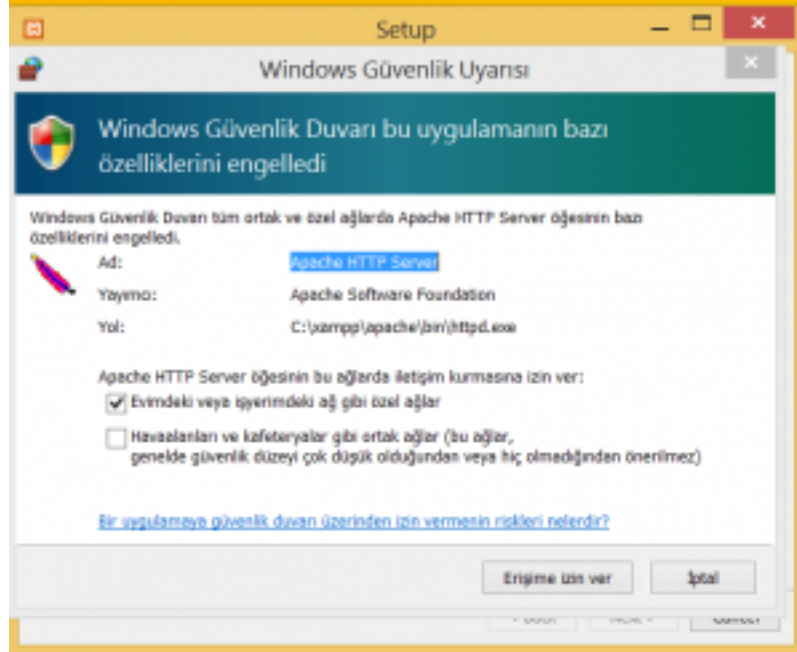 Setup
Windows Güvenlik Uyarısı
Windows Güvenlik Duvarı bu uygulamanın bazı
özelliklerini engelledi
Windows Güvenlik Duvarı tüm ortak ve özel ağlarda Apache HTTP Server öğesinin bazı
özelliklerini engelledi.
Ad: Apache HTTP Server
Yayımcı: Apache Software Foundation
Yol: C:\xampp\apache\bin\httpd.exe
Apache HTTP Server öğesinin bu ağlarda iletişim kurmasına izin ver:
Evimdeki veya işyerimdeki ağ gibi özel ağlar
Havaalanları ve kafeteryalar gibi ortak ağlar (bu ağlar,
genelde güvenlik düzeyi çok düşük olduğundan veya hiç olmadığından önerilmez)
Bir uygulamaya güvenlik duvarı üzerinden izin vermenin riskleri nelerdir?
Erişime izin ver İptal